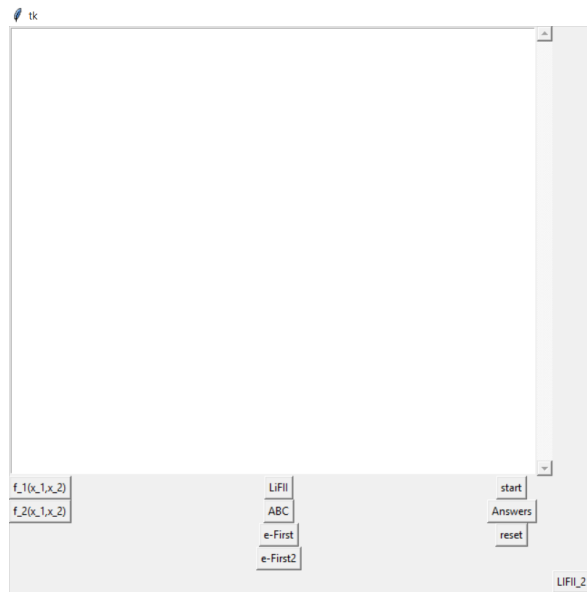 tk
f_1(x_1,x_2) LiFII start
f_2(x_1,x_2) ABC Answers
e-First reset
e-First2
LIFII_2